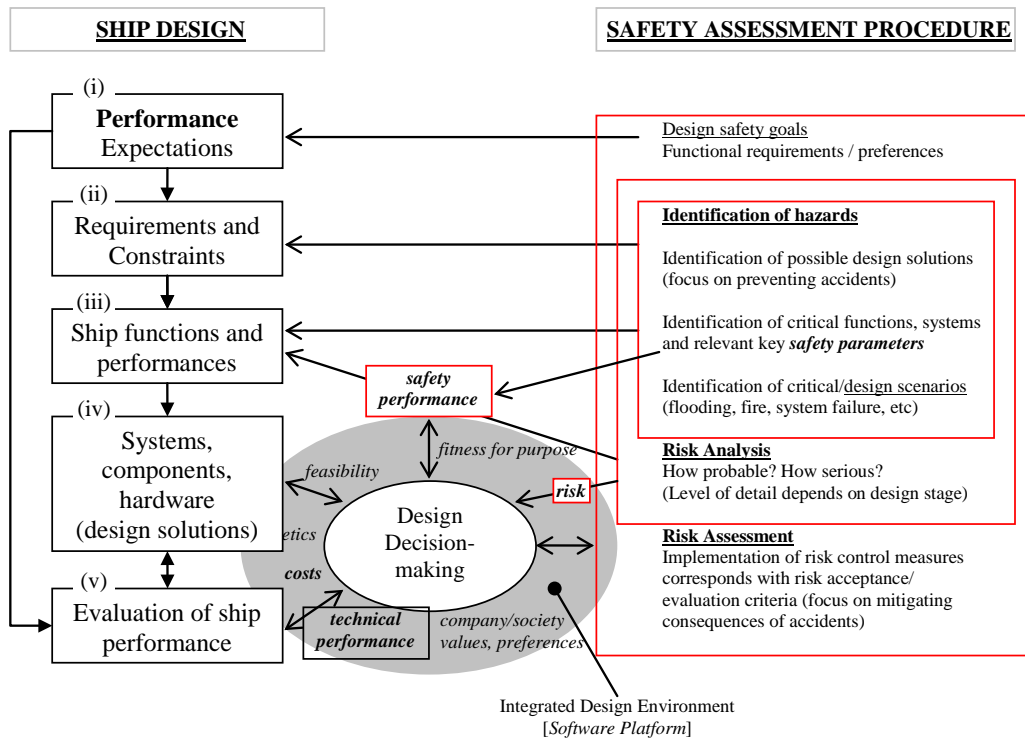 SHIP DESIGN
SAFETY ASSESSMENT PROCEDURE
(i)
Performance
Expectations
(ii)
Requirements and
Constraints
(iii)
Ship functions and
performances
(iv)
Systems,
components,
hardware
(design solutions)
(v)
Evaluation of ship
performance
safety
performance
fitness for purpose
feasibility
risk
Design
Decision-
making
etics
costs
technical
performance
company/society
values, preferences
Integrated Design Environment
[Software Platform]
Design safety goals
Functional requirements / preferences
Identification of hazards
Identification of possible design solutions
(focus on preventing accidents)
Identification of critical functions, systems
and relevant key safety parameters
Identification of critical/design scenarios
(flooding, fire, system failure, etc)
Risk Analysis
How probable? How serious?
(Level of detail depends on design stage)
Risk Assessment
Implementation of risk control measures
corresponds with risk acceptance/
evaluation criteria (focus on mitigating
consequences of accidents)